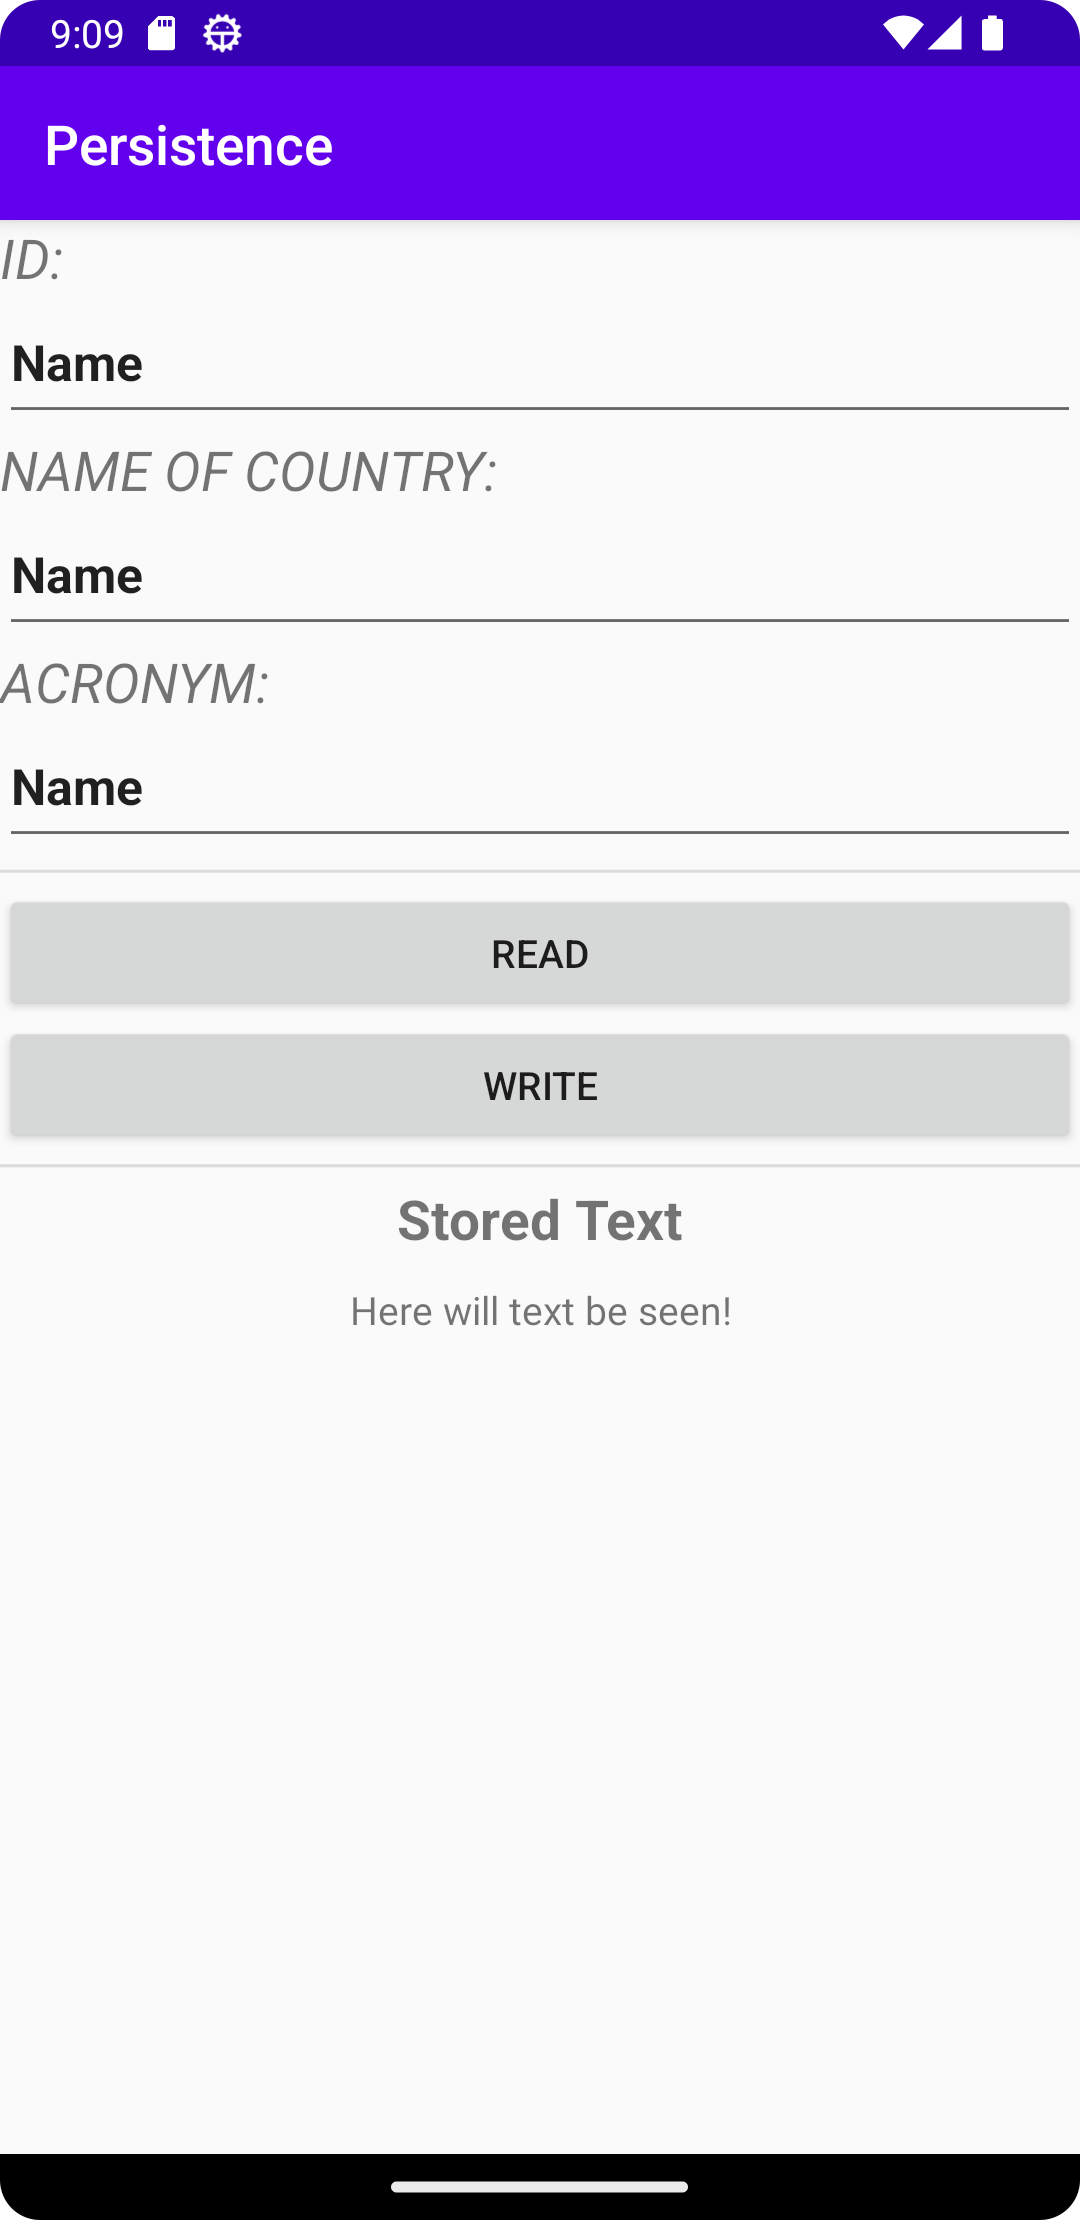 9:09
Persistence
ID:
Name
NAME OF COUNTRY:
Name
ACRONYM:
Name
READ
WRITE
Stored Text
Here will text be seen!